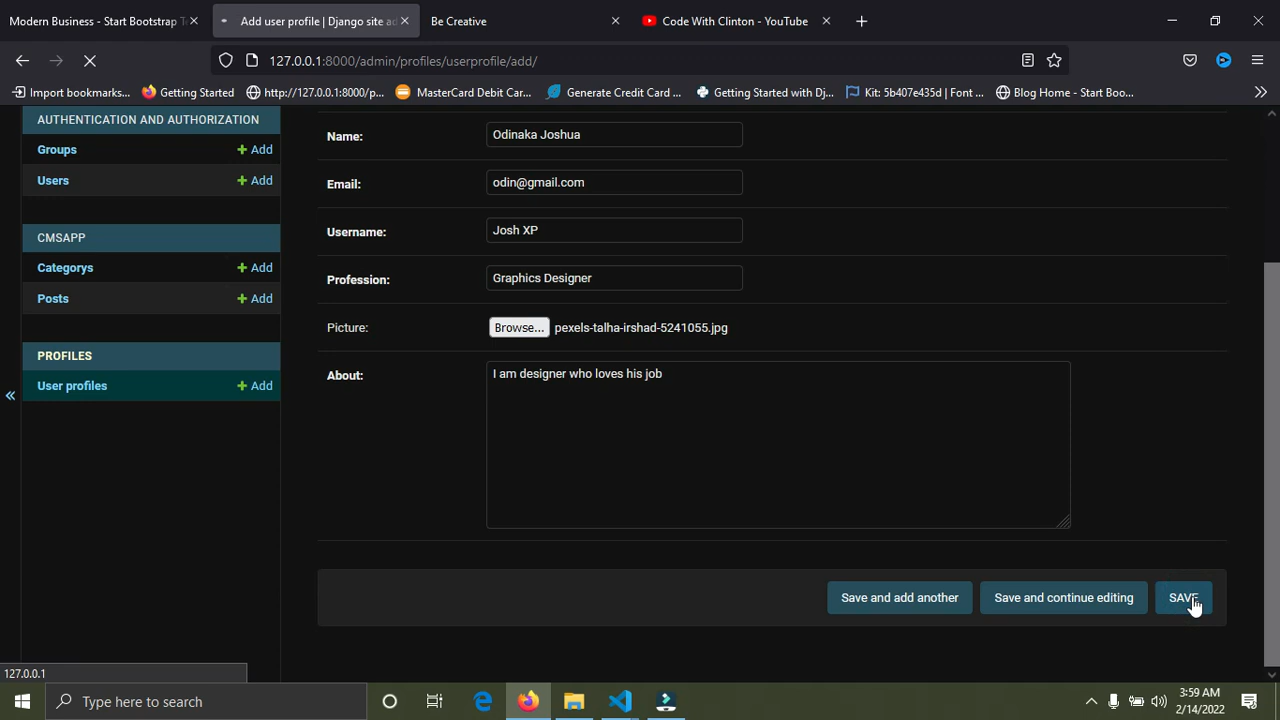 Modern Business - Start Bootstrap T
Add user profile | Django site ad
Be Creative
Code With Clinton - YouTube
127.0.0.1:8000/admin/profiles/userprofile/add/
Import bookmarks...
Getting Started
http://127.0.0.1:8000/p...
MasterCard Debit Car...
Generate Credit Card ...
Getting Started with Dj...
Kit: 5b407e435d | Font ...
Blog Home - Start Boo...
AUTHENTICATION AND AUTHORIZATION
Groups + Add
Users + Add
CMSAPP
Categorys + Add
Posts + Add
PROFILES
User profiles + Add
Name: Odinaka Joshua
Email: odin@gmail.com
Username: Josh XP
Profession: Graphics Designer
Picture: Browse... pexels-talha-irshad-5241055.jpg
About: I am designer who loves his job
Save and add another
Save and continue editing
SAVE
127.0.0.1
Type here to search
3:59 AM
2/14/2022